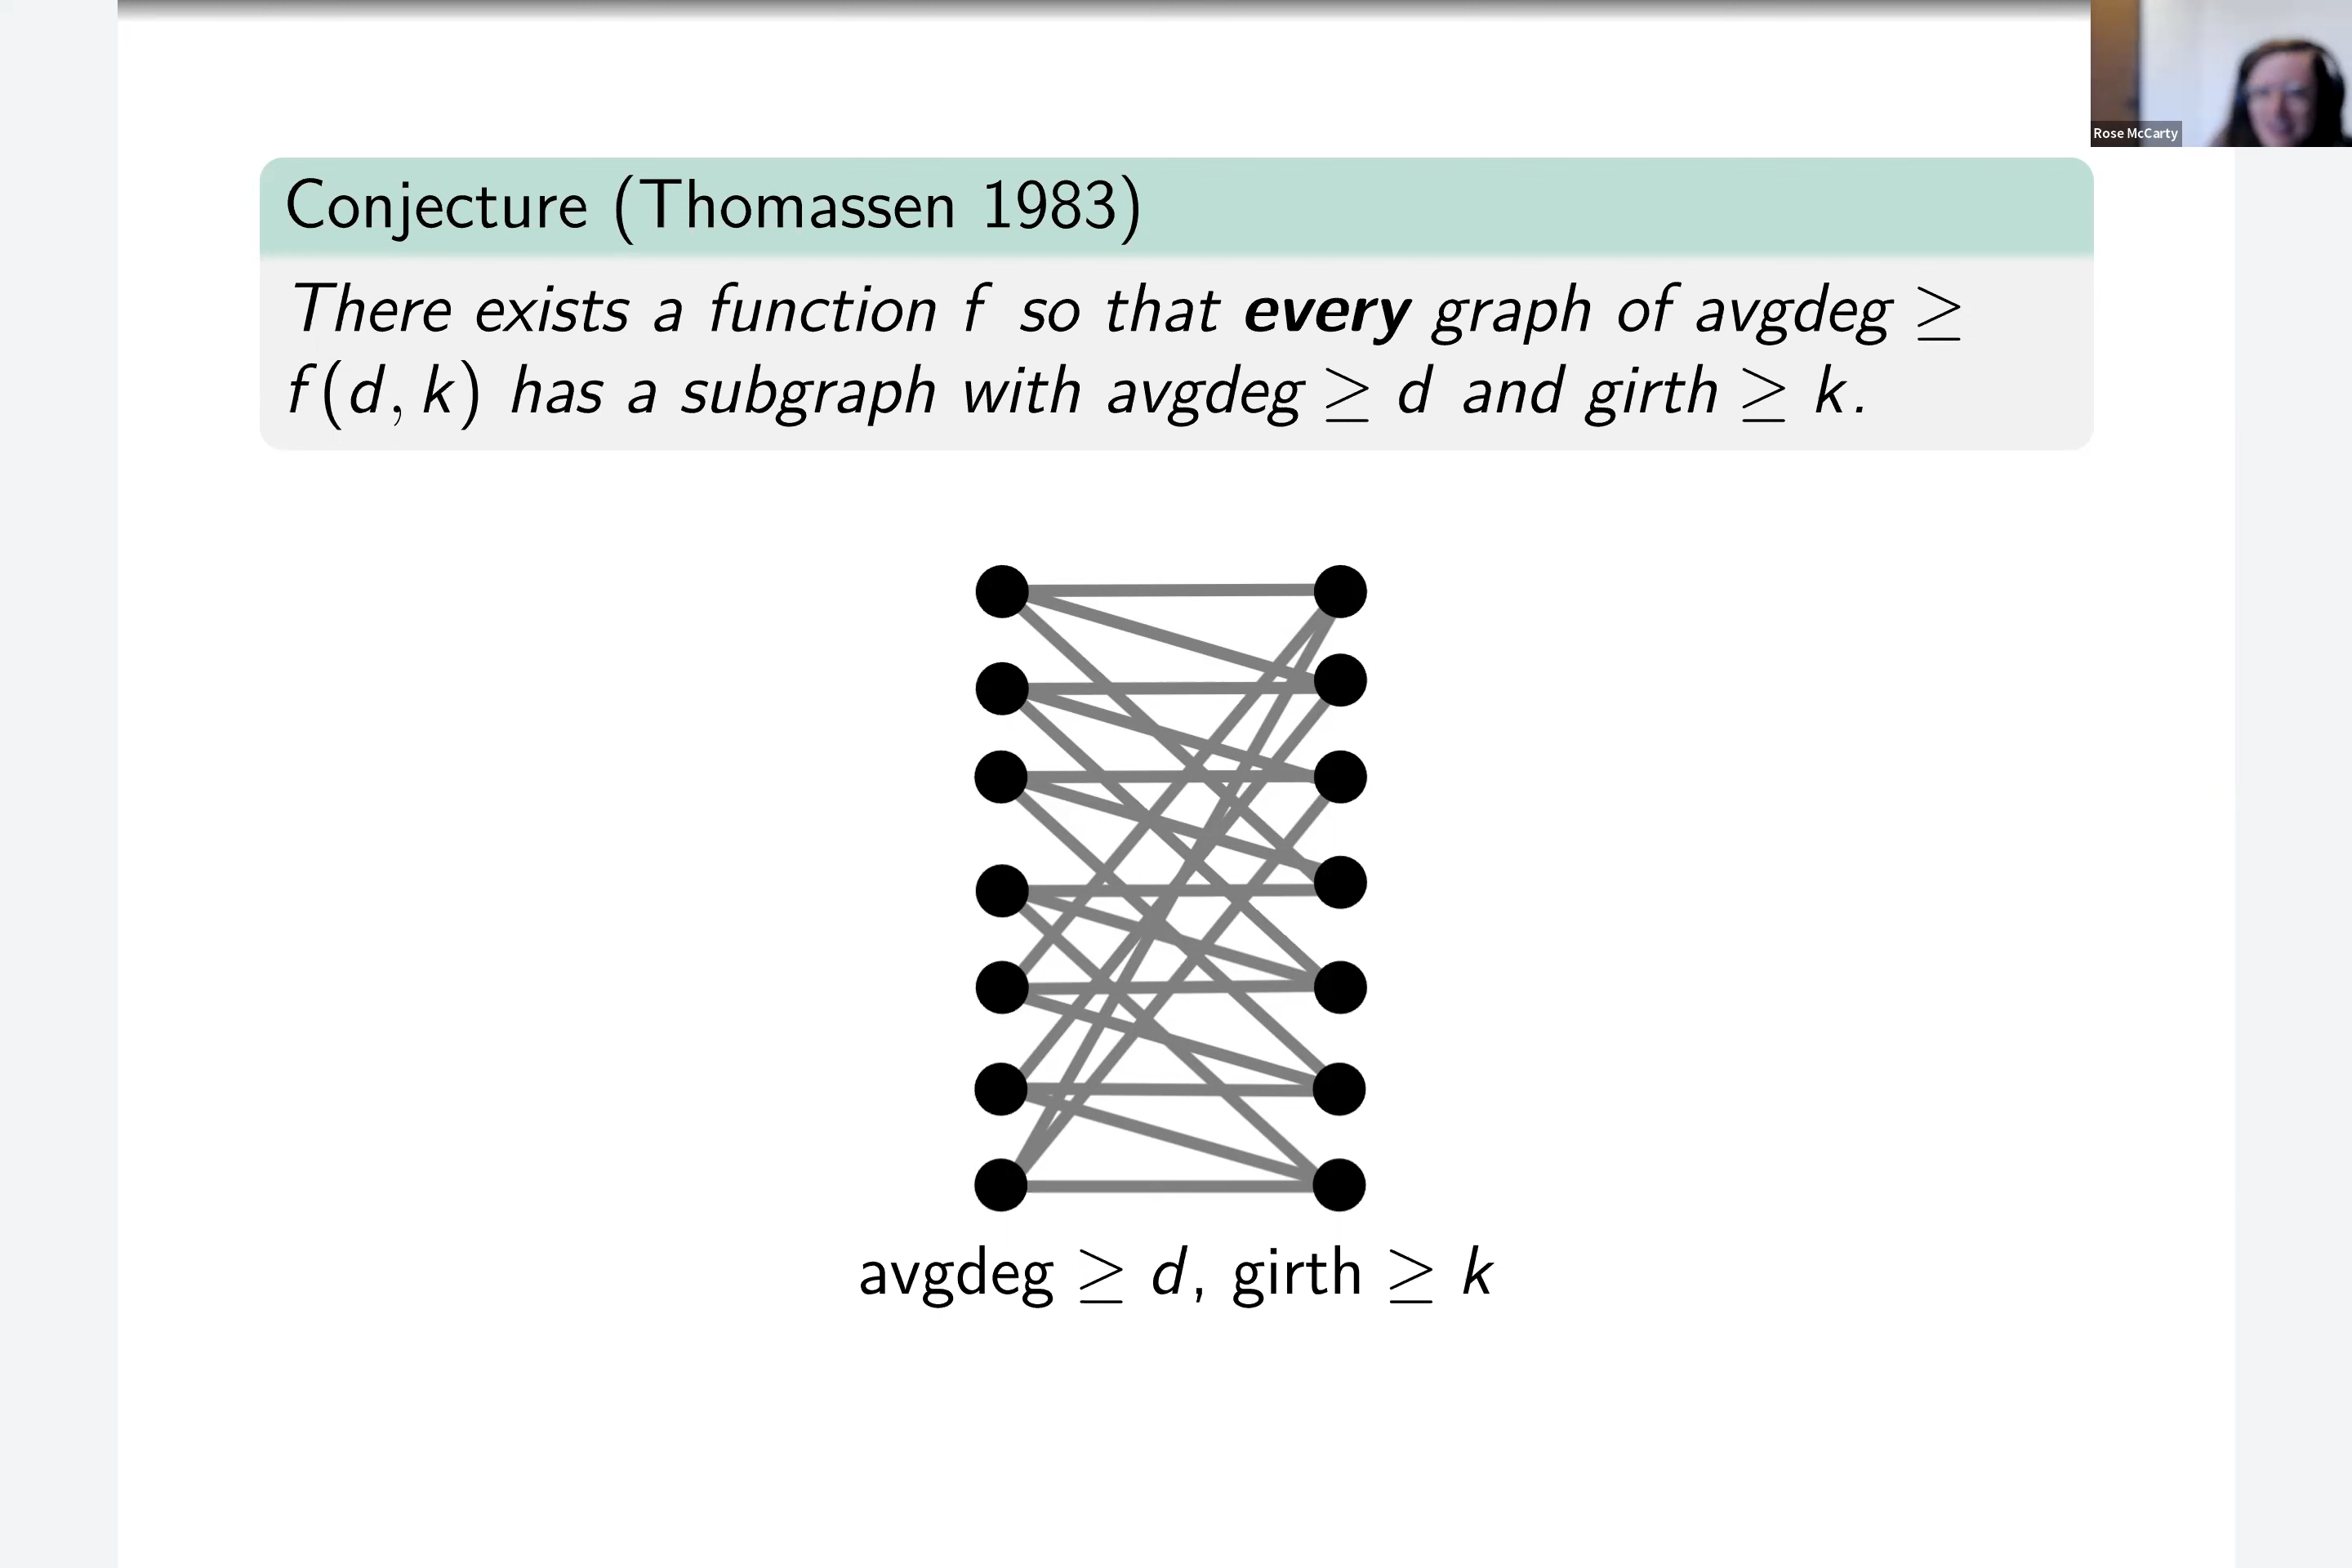 Rose McCarty
Conjecture (Thomassen 1983)
There exists a function f so that every graph of avgdeg ≥
f(d, k) has a subgraph with avgdeg ≥ d and girth ≥ k.
avgdeg ≥ d, girth ≥ k